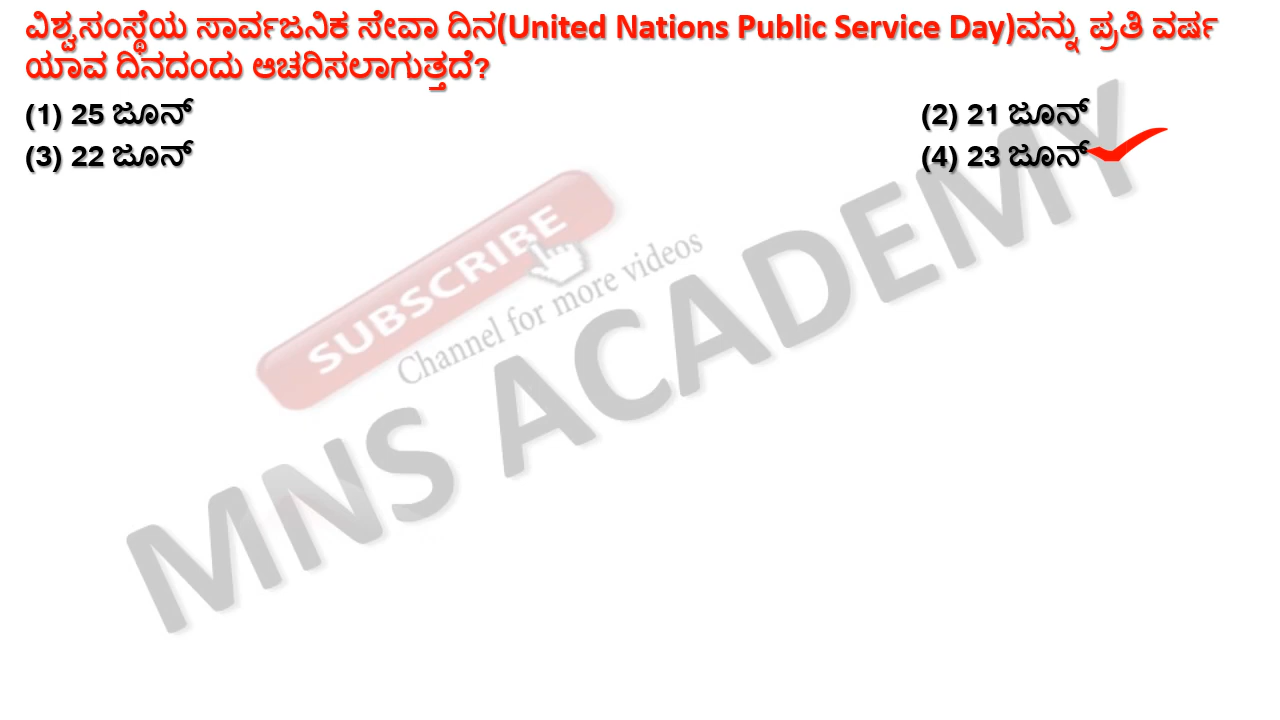 ವಿಶ್ವಸಂಸ್ಥೆಯ ಸಾರ್ವಜನಿಕ ಸೇವಾ ದಿನ(United Nations Public Service Day)ವನ್ನು ಪ್ರತಿ ವರ್ಷ
ಯಾವ ದಿನದಂದು ಆಚರಿಸಲಾಗುತ್ತದೆ?
(1) 25 ಜೂನ್ (2) 21 ಜೂನ್
(3) 22 ಜೂನ್ (4) 23 ಜೂನ್
SUBSCRIBE
Channel for more videos
MNS ACADEMY